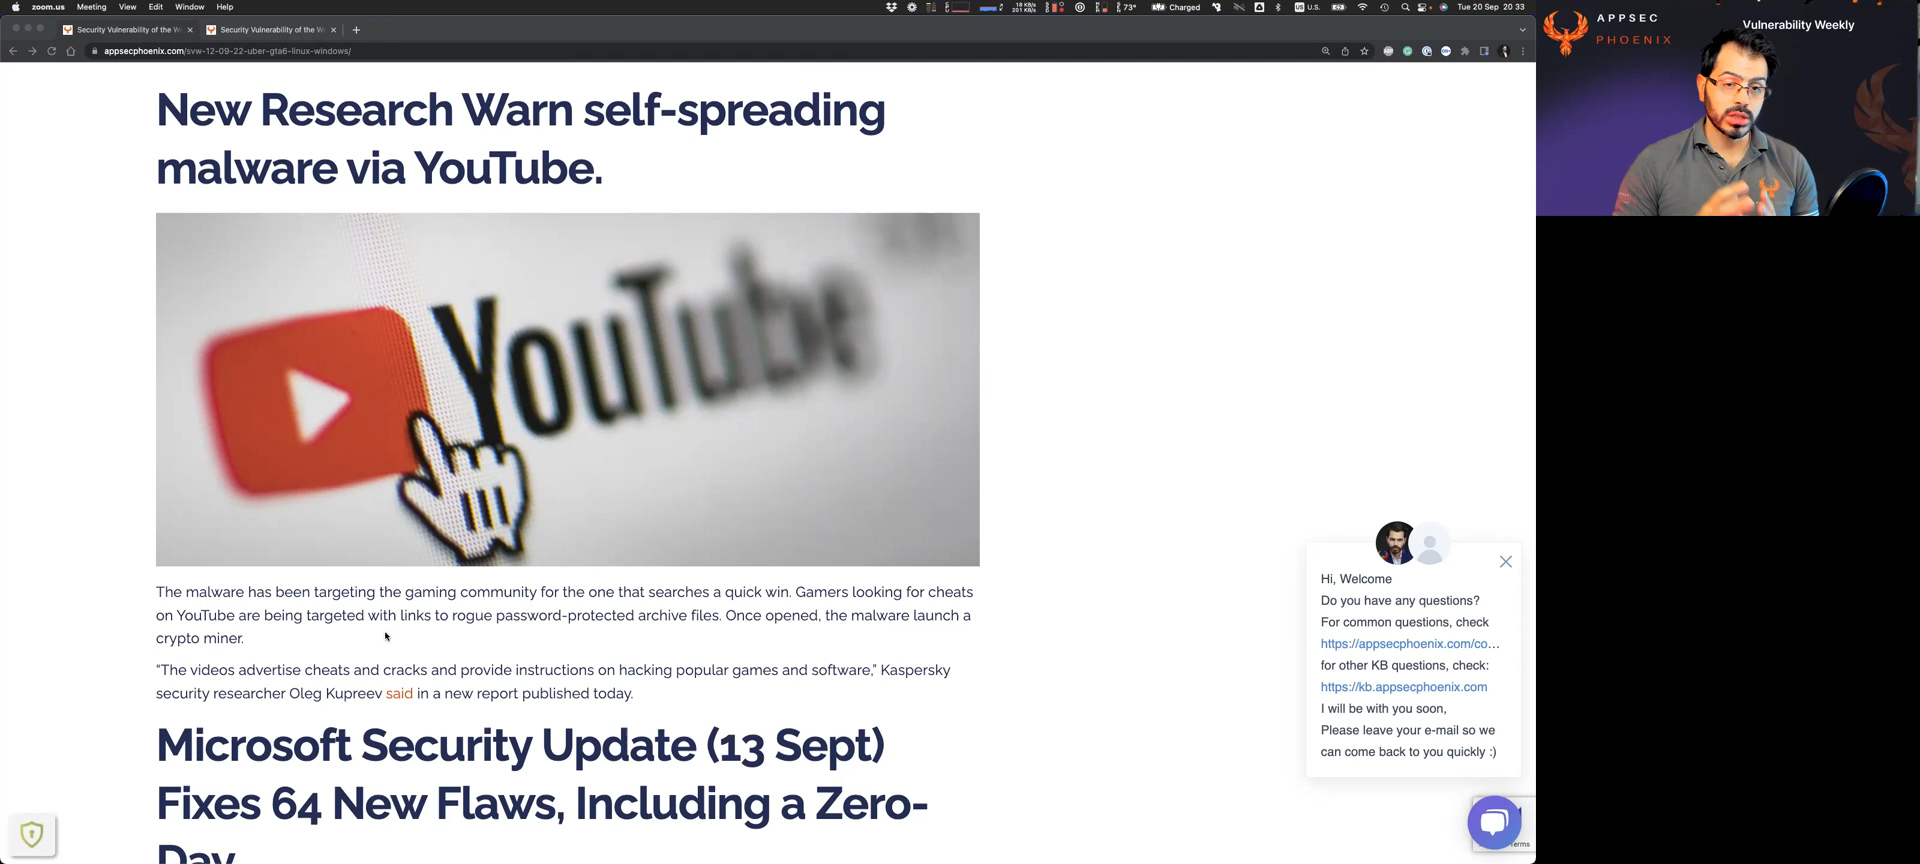 zoom.us Meeting View Edit Window Help
18 KB/s
201 KB/s
73° Charged U.S. Tue 20 Sep 20 33
Security Vulnerability of the W
Security Vulnerability of the W
appsecphoenix.com/svw-12-09-22-uber-gta6-linux-windows/
APPSEC
PHOENIX
Vulnerability Weekly
New Research Warn self-spreading
malware via YouTube.
YouTube
The malware has been targeting the gaming community for the one that searches a quick win. Gamers looking for cheats
on YouTube are being targeted with links to rogue password-protected archive files. Once opened, the malware launch a
crypto miner.
“The videos advertise cheats and cracks and provide instructions on hacking popular games and software,” Kaspersky
security researcher Oleg Kupreev said in a new report published today.
Microsoft Security Update (13 Sept)
Fixes 64 New Flaws, Including a Zero-
Day
Hi, Welcome
Do you have any questions?
For common questions, check
https://appsecphoenix.com/co...
for other KB questions, check:
https://kb.appsecphoenix.com
I will be with you soon,
Please leave your e-mail so we
can come back to you quickly :)
Terms